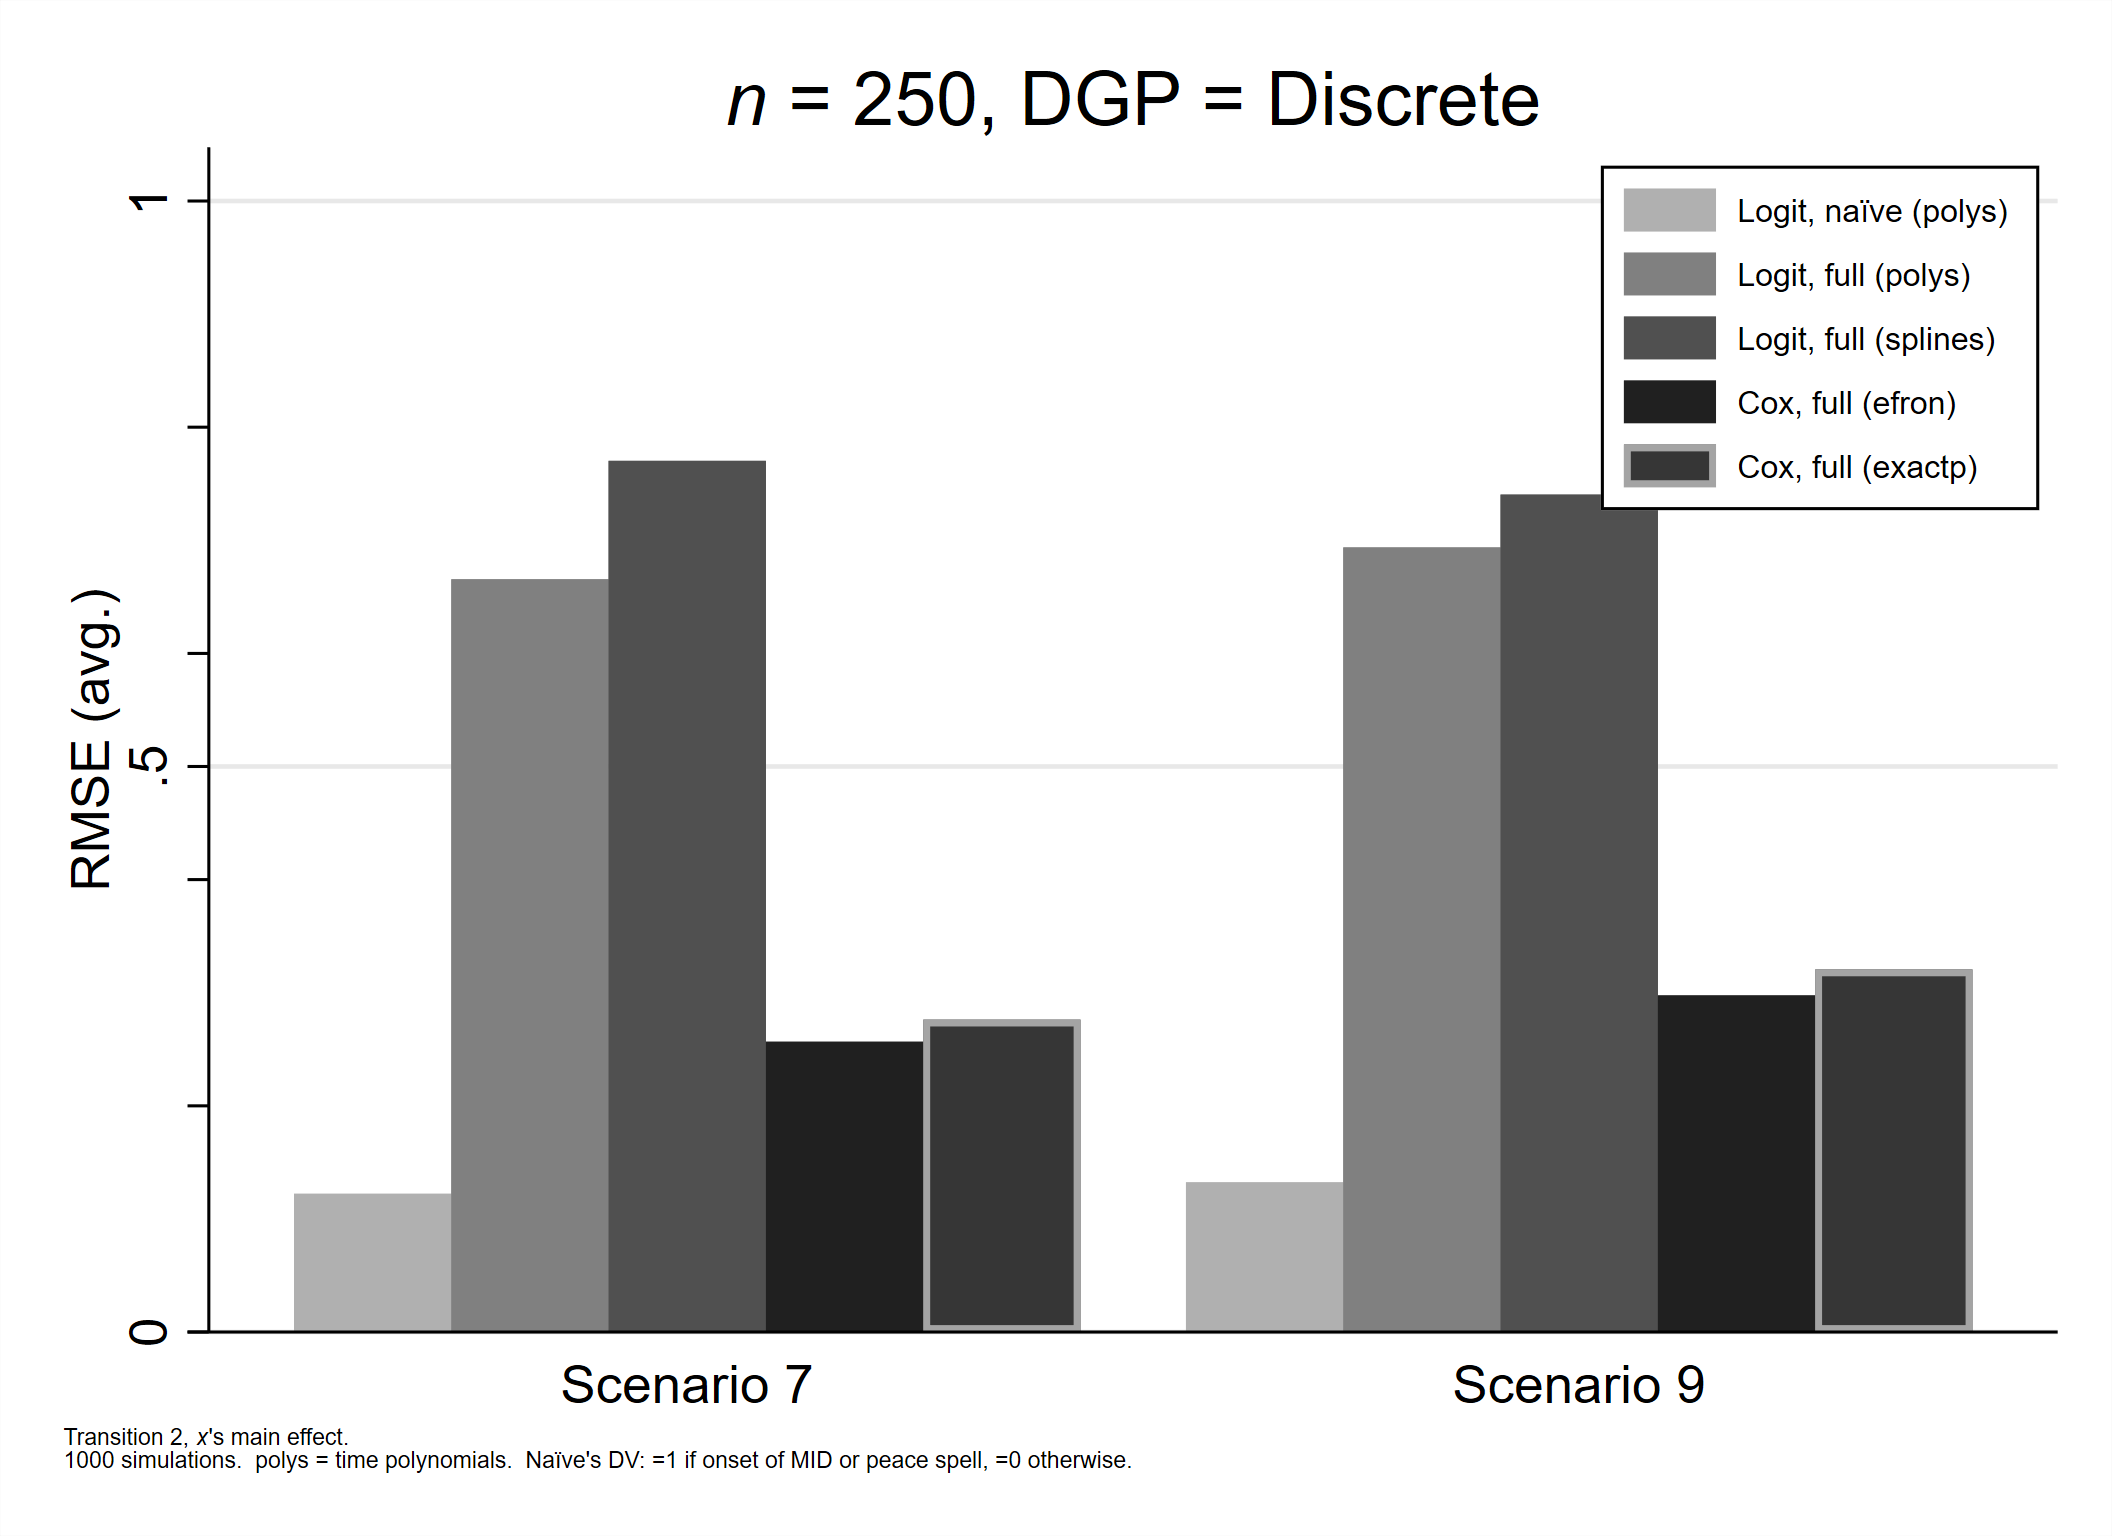 n = 250, DGP = Discrete
1
.5
0
RMSE (avg.)
Logit, naïve (polys)
Logit, full (polys)
Logit, full (splines)
Cox, full (efron)
Cox, full (exactp)
Scenario 7
Scenario 9
Transition 2, x's main effect.
1000 simulations.  polys = time polynomials.  Naïve's DV: =1 if onset of MID or peace spell, =0 otherwise.